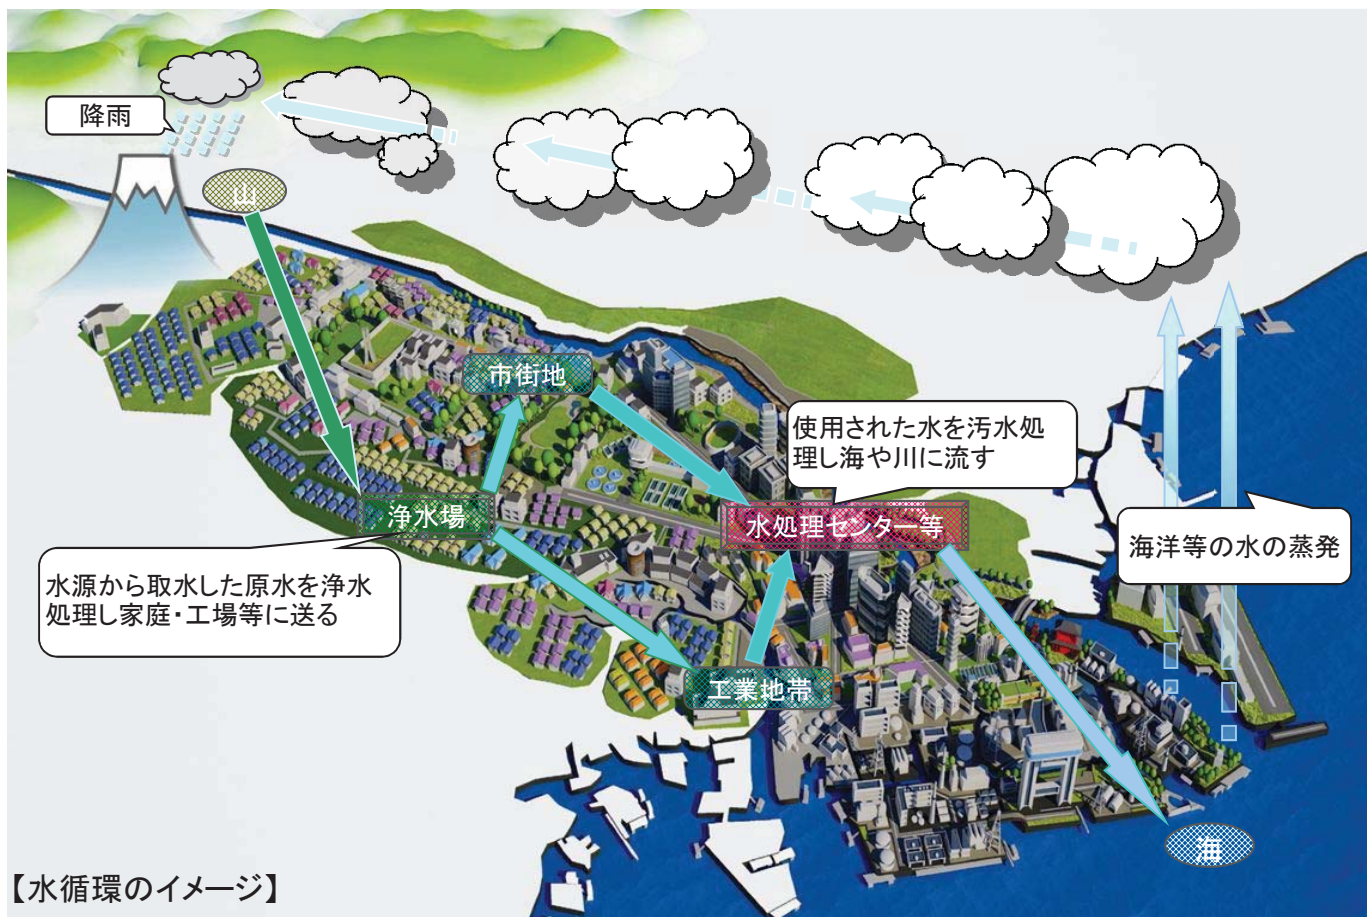 降雨
山
市街地
使用された水を汚水処
理し海や川に流す
浄水場
水処理センター等
海洋等の水の蒸発
水源から取水した原水を浄水
処理し家庭・工場等に送る
工業地帯
海
【水循環のイメージ】